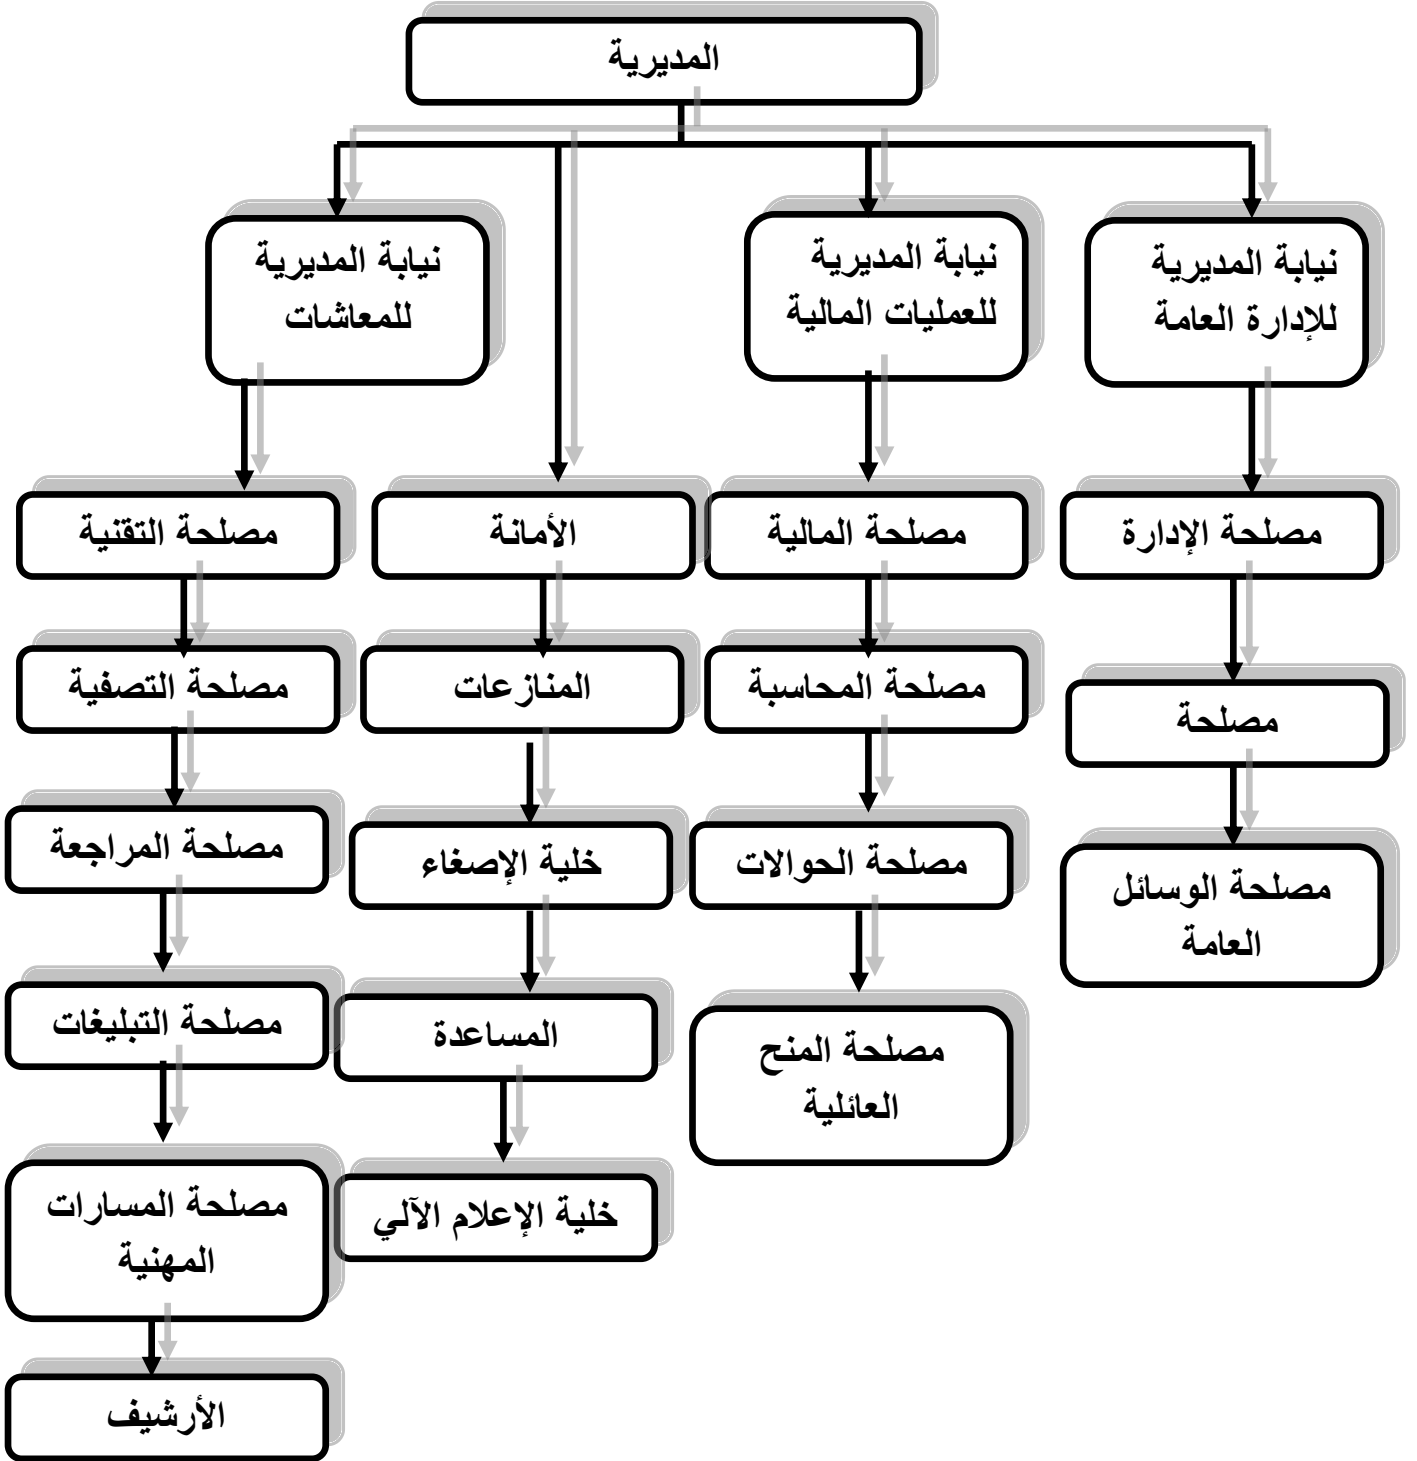 المديرية
نيابة المديرية
للإدارة العامة
نيابة المديرية
للعمليات المالية
نيابة المديرية
للمعاشات
مصلحة الإدارة
مصلحة المالية
الأمانة
مصلحة التقنية
مصلحة
مصلحة المحاسبة
المنازعات
مصلحة التصفية
مصلحة الوسائل
العامة
مصلحة الحوالات
خلية الإصغاء
مصلحة المراجعة
مصلحة المنح
العائلية
المساعدة
مصلحة التبليغات
خلية الإعلام الآلي
مصلحة المسارات
المهنية
الأرشيف